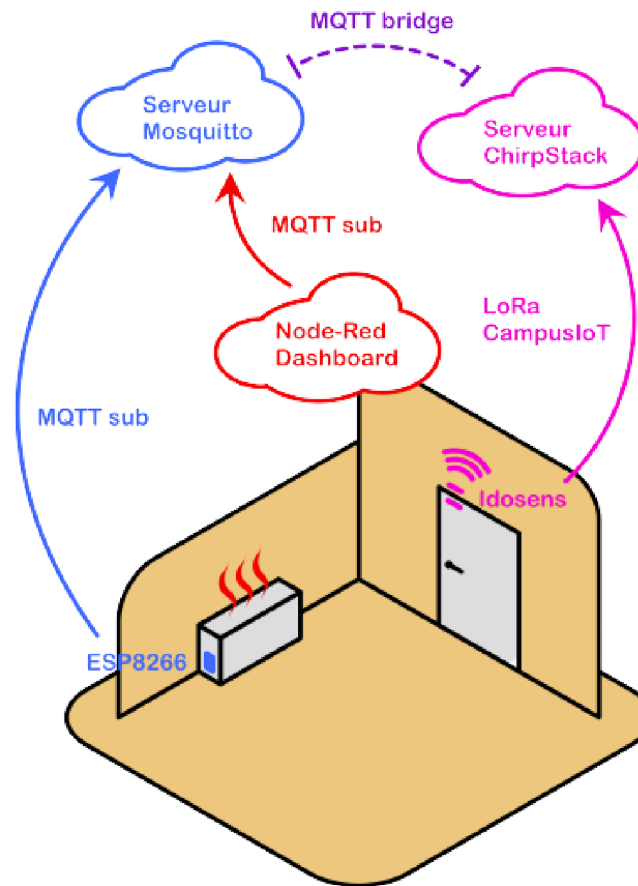 MQTT bridge
Serveur
Mosquitto
Serveur
ChirpStack
MQTT sub
LoRa
CampusIoT
Node-Red
Dashboard
MQTT sub
Idosens
ESP8266